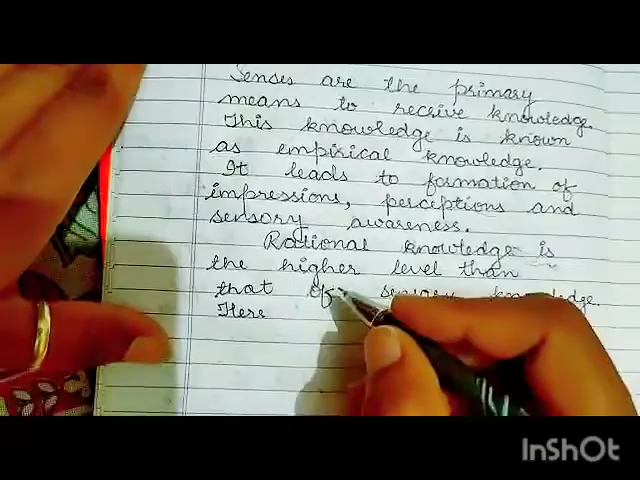 Senses are the primary
means to receive knowledge.
This knowledge is known
as empirical knowledge.
It leads to formation of
impressions, perceptions and
sensory awareness.
Rational knowledge is
the higher level than
that of sensory knowledge.
Here
InShOt